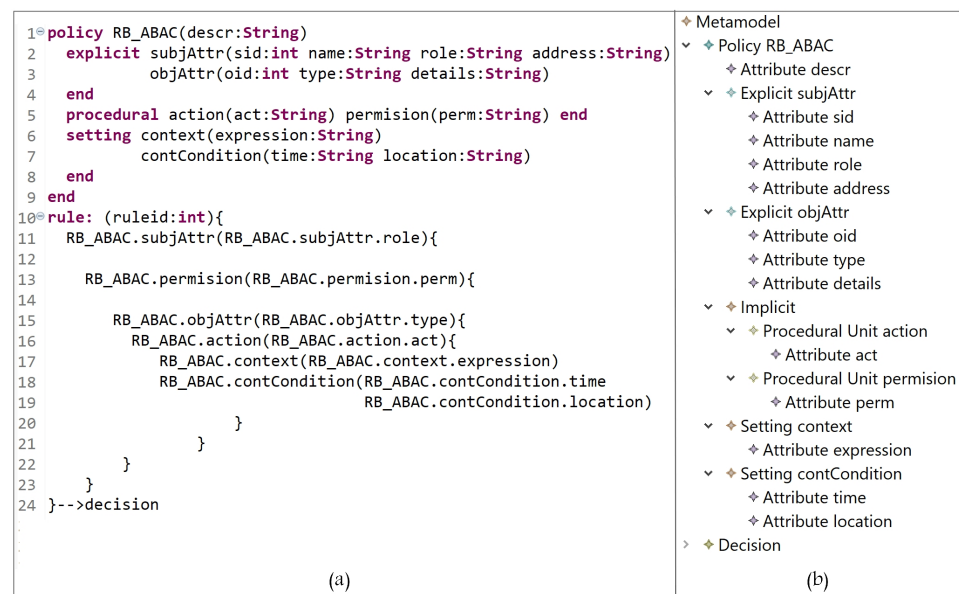 1 policy RB_ABAC(descr:String)
2 explicit subjAttr(sid:int name:String role:String address:String)
3 objAttr(oid:int type:String details:String)
4 end
5 procedural action(act:String) permision(perm:String) end
6 setting context(expression:String)
7 contCondition(time:String location:String)
8 end
9 end
10 rule: (ruleid:int){
11 RB_ABAC.subjAttr(RB_ABAC.subjAttr.role){
12
13 RB_ABAC.permision(RB_ABAC.permision.perm){
14
15 RB_ABAC.objAttr(RB_ABAC.objAttr.type){
16 RB_ABAC.action(RB_ABAC.action.act){
17 RB_ABAC.context(RB_ABAC.context.expression)
18 RB_ABAC.contCondition(RB_ABAC.contCondition.time
19 RB_ABAC.contCondition.location)
20 }
21 }
22 }
23 }
24 }-->decision
(a)
Metamodel
Policy RB_ABAC
Attribute descr
Explicit subjAttr
Attribute sid
Attribute name
Attribute role
Attribute address
Explicit objAttr
Attribute oid
Attribute type
Attribute details
Implicit
Procedural Unit action
Attribute act
Procedural Unit permision
Attribute perm
Setting context
Attribute expression
Setting contCondition
Attribute time
Attribute location
Decision
(b)